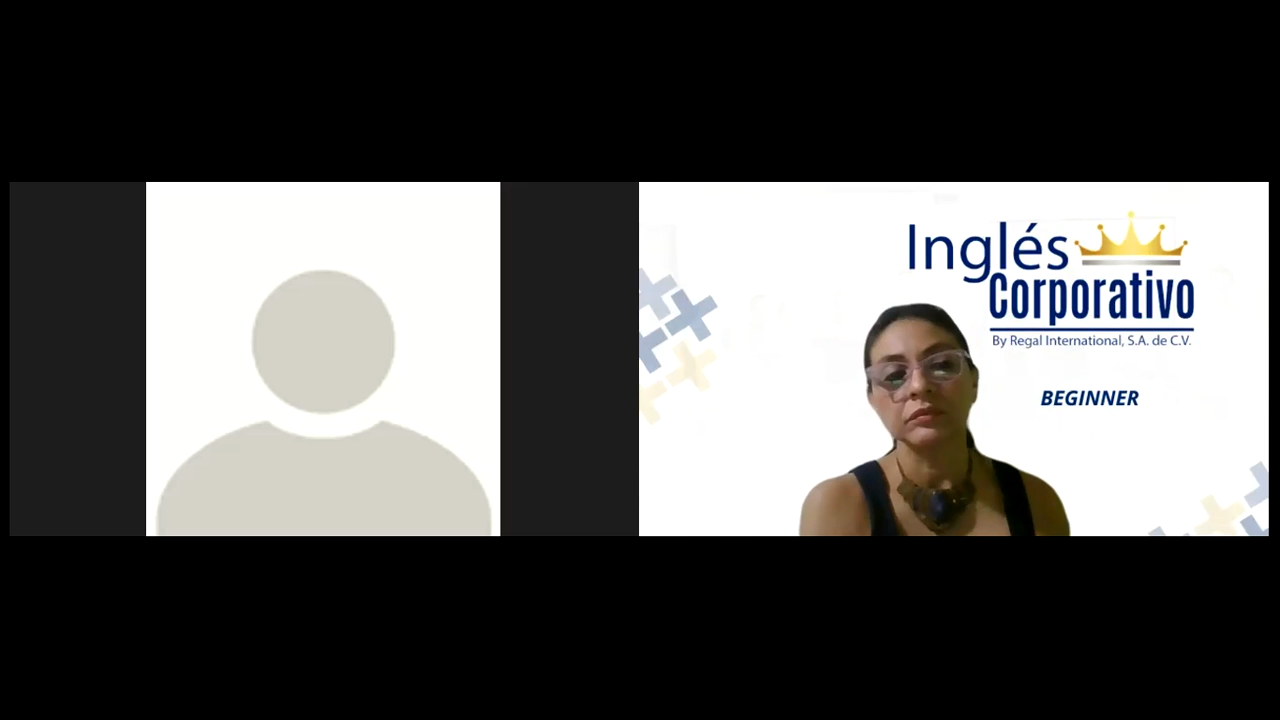 Inglés
Corporativo
By Regal International, S.A. de C.V.
BEGINNER